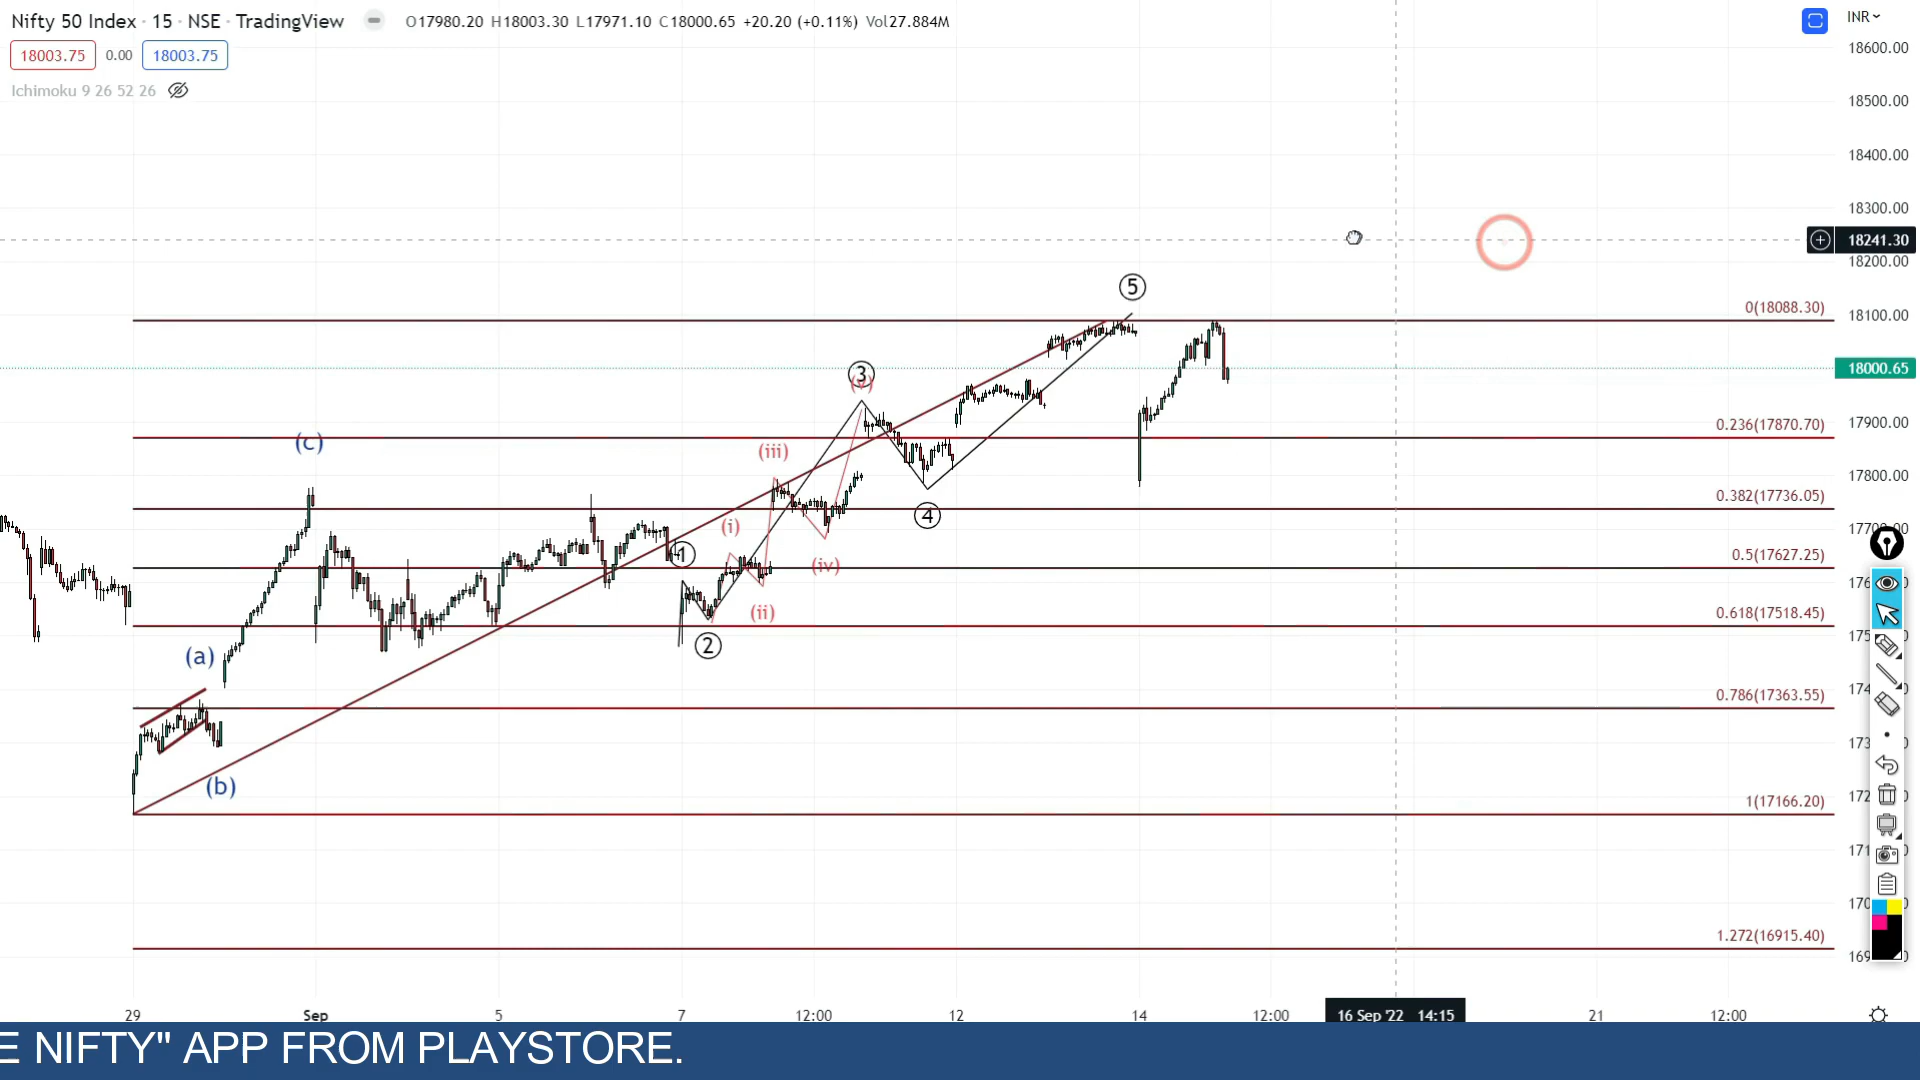 Nifty 50 Index · 15 · NSE · TradingView O17980.20 H18003.30 L17971.10 C18000.65 +20.20 (+0.11%) Vol27.884M
INR
18003.75 0.00 18003.75
Ichimoku 9 26 52 26
18600.00
18500.00
18400.00
18300.00
18241.30
18200.00
5
0(18088.30)
18100.00
18000.65
3
(v)
0.236(17870.70)
17900.00
(c)
(iii)
17800.00
0.382(17736.05)
(i)
1
0.5(17627.25)
(iv)
(ii)
0.618(17518.45)
2
(a)
4
0.786(17363.55)
(b)
1(17166.20)
1.272(16915.40)
29 Sep 5 7 12:00 12 14 12:00 16 Sep '22 14:15 21 12:00
E NIFTY" APP FROM PLAYSTORE.